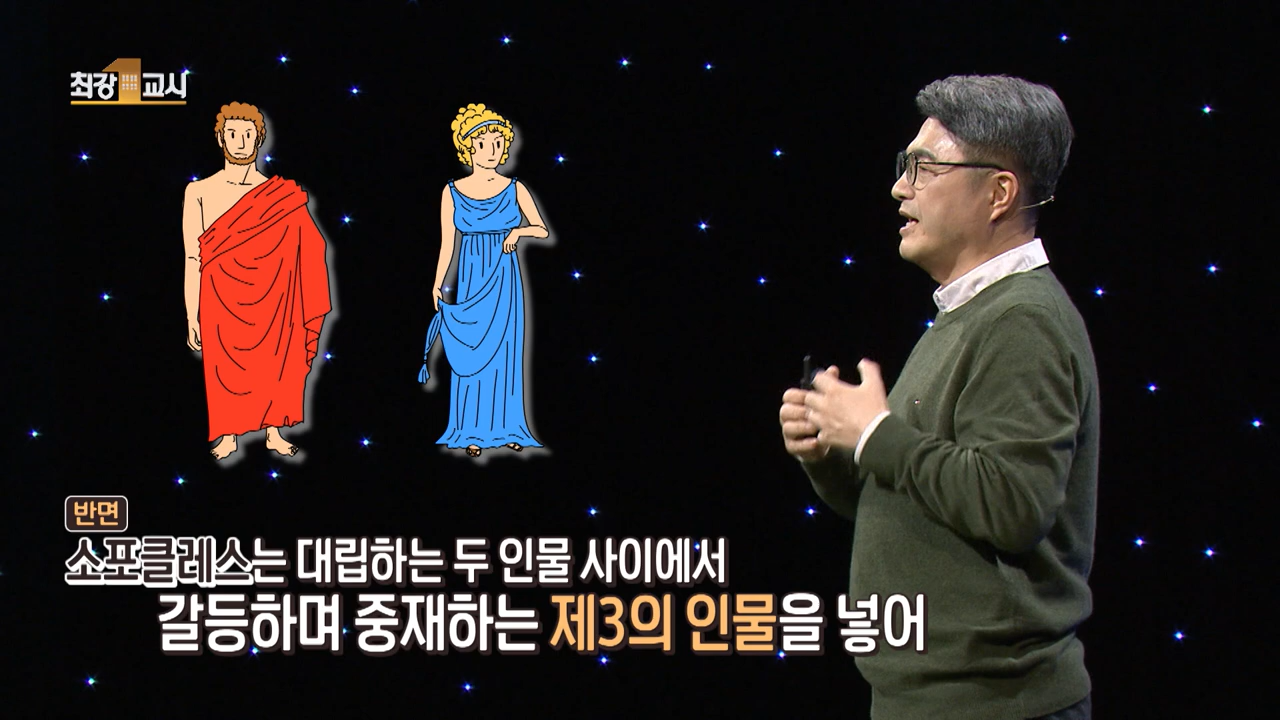 최강1교시
반면
소포클레스는 대립하는 두 인물 사이에서
갈등하며 중재하는 제3의 인물을 넣어